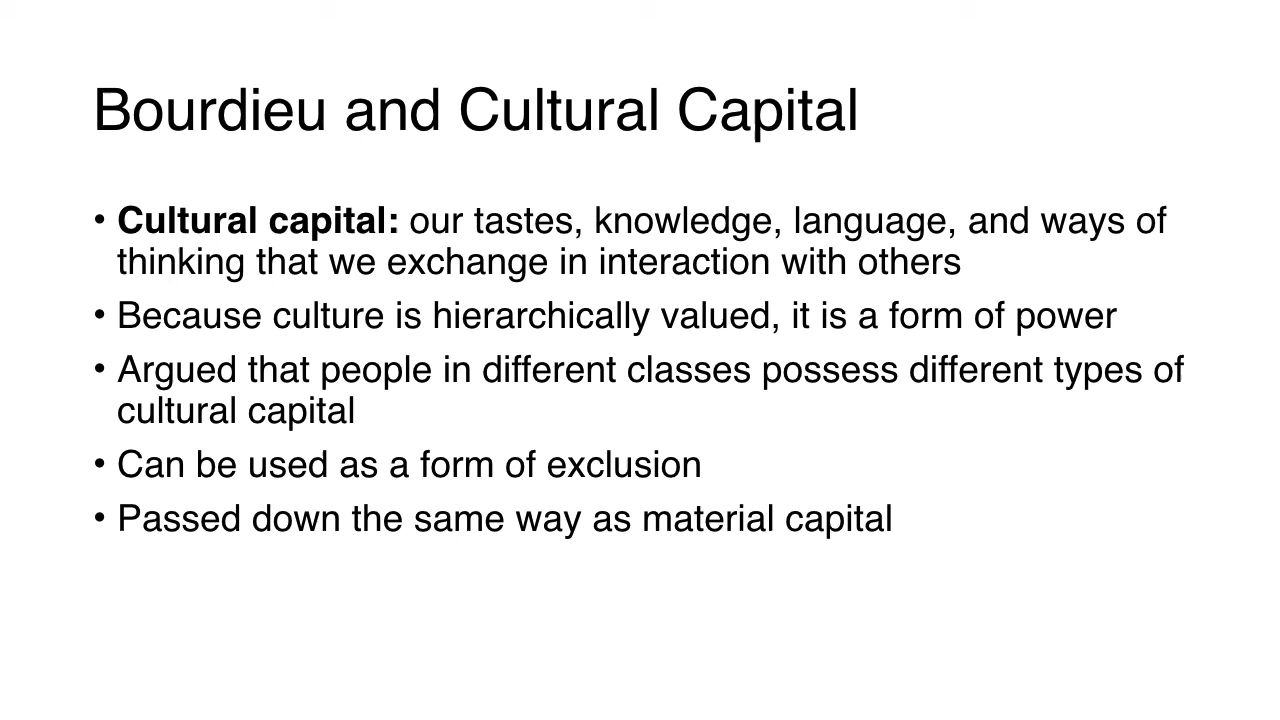 Bourdieu and Cultural Capital
• Cultural capital: our tastes, knowledge, language, and ways of
thinking that we exchange in interaction with others
• Because culture is hierarchically valued, it is a form of power
• Argued that people in different classes possess different types of
cultural capital
• Can be used as a form of exclusion
• Passed down the same way as material capital